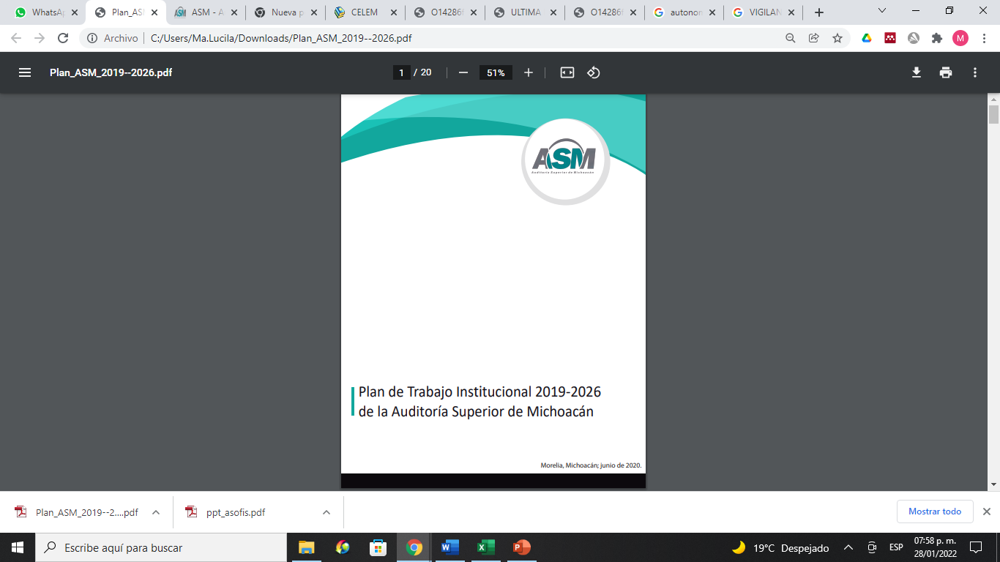 WhatsAp
Plan_AS
ASM - A
Nueva p
CELEM
O14286
ULTIMA
O14286
autonon
VIGILAN
Archivo
C:/Users/Ma.Lucila/Downloads/Plan_ASM_2019--2026.pdf
M
Plan_ASM_2019--2026.pdf
1 / 20
51%
ASM
Auditoría Superior de Michoacán
Plan de Trabajo Institucional 2019-2026
de la Auditoría Superior de Michoacán
Morelia, Michoacán; junio de 2020.
Plan_ASM_2019--2....pdf
ppt_asofis.pdf
Mostrar todo
Escribe aquí para buscar
19°C Despejado
ESP
07:58 p. m.
28/01/2022